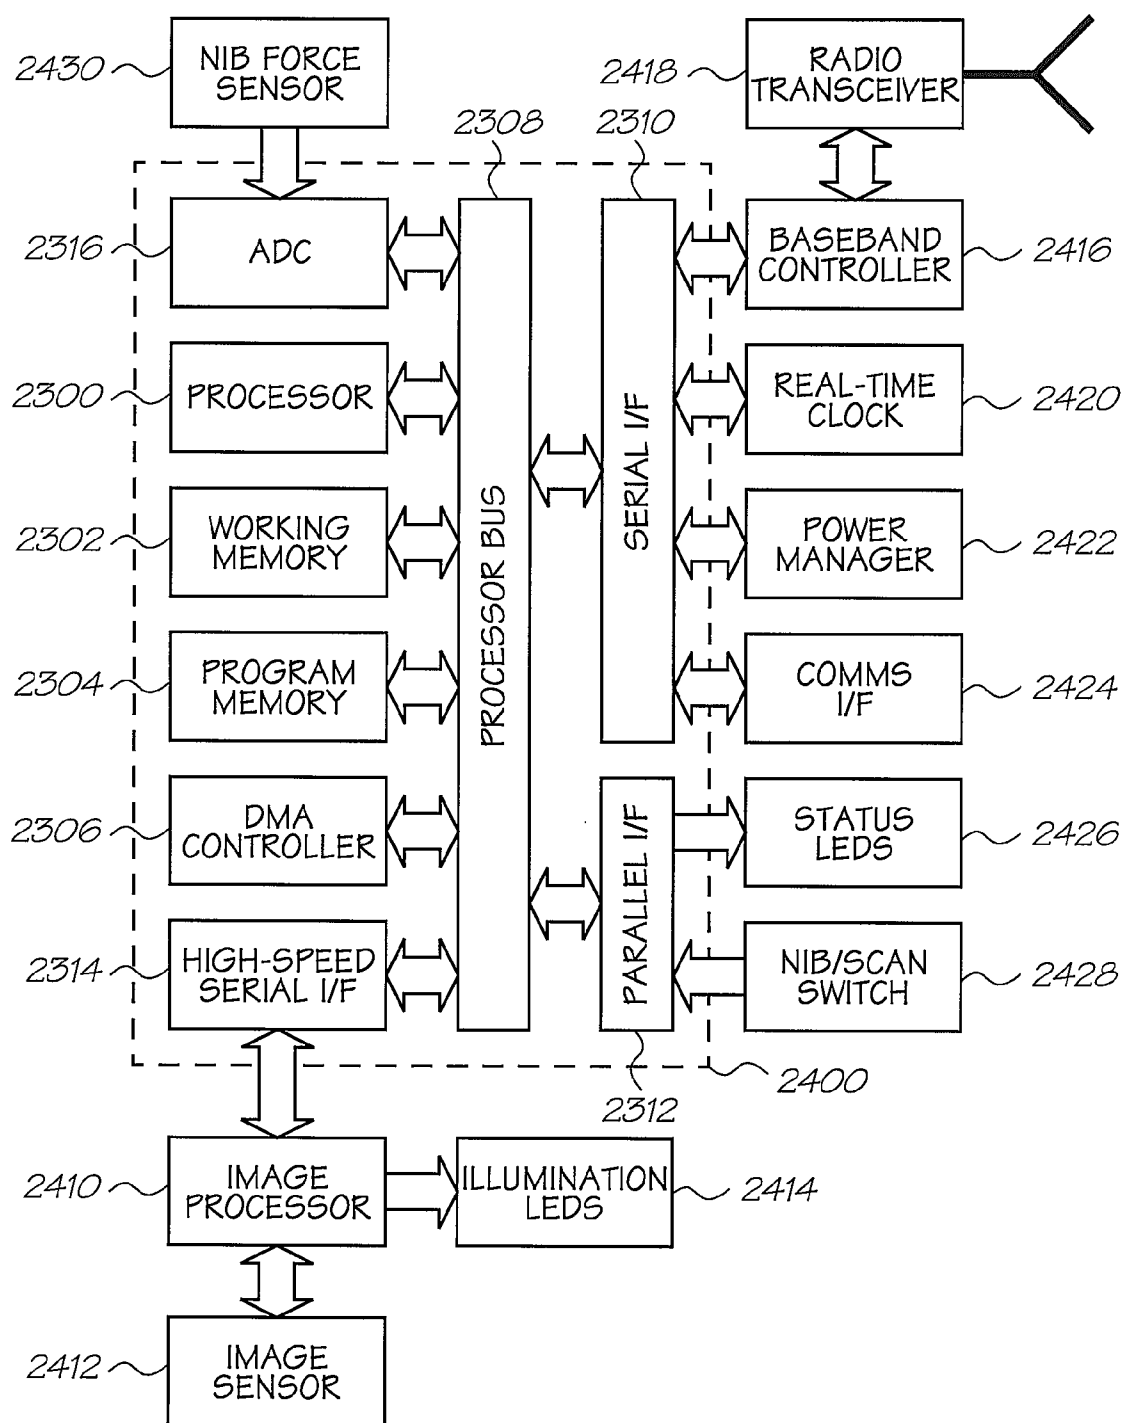 2430
NIB FORCE
SENSOR
2418
RADIO
TRANSCEIVER
2308
2310
2316
ADC
BASEBAND
CONTROLLER
2416
2300
PROCESSOR
REAL-TIME
CLOCK
2420
2302
WORKING
MEMORY
PROCESSOR BUS
SERIAL I/F
POWER
MANAGER
2422
2304
PROGRAM
MEMORY
COMMS
I/F
2424
2306
DMA
CONTROLLER
PARALLEL I/F
STATUS
LEDS
2426
2314
HIGH-SPEED
SERIAL I/F
NIB/SCAN
SWITCH
2428
2400
2312
2410
IMAGE
PROCESSOR
ILLUMINATION
LEDS
2414
2412
IMAGE
SENSOR